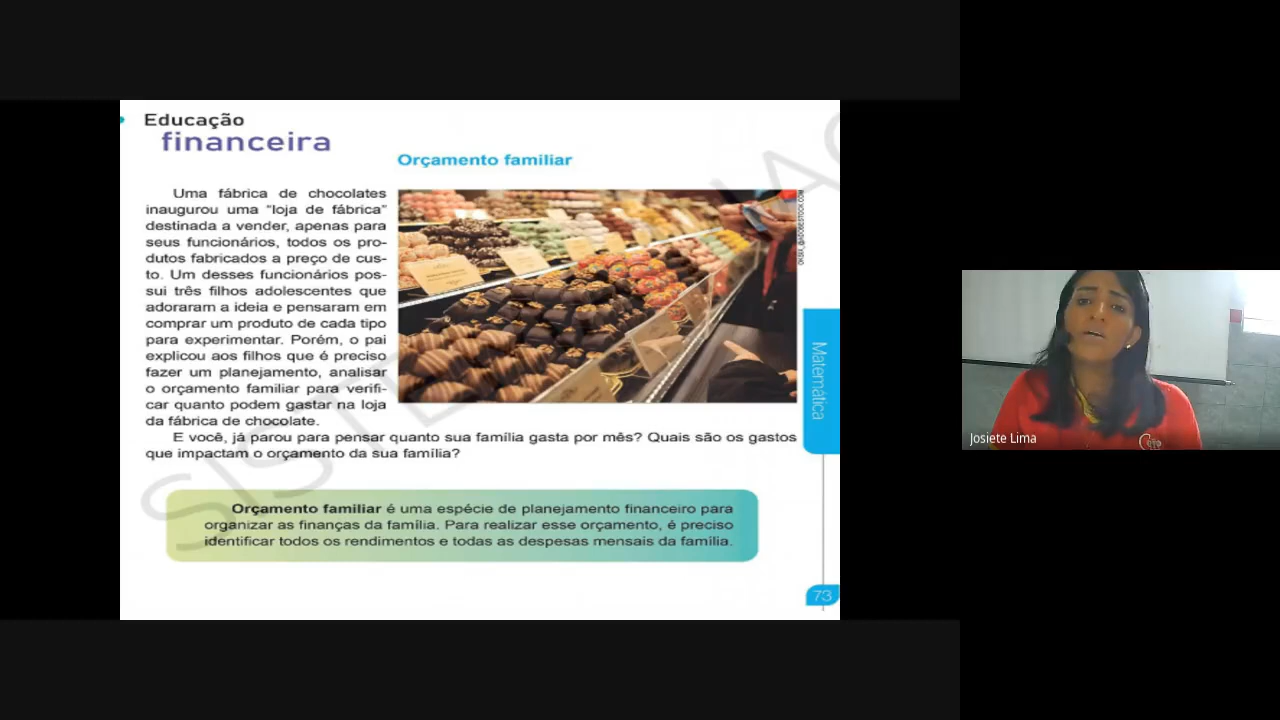 Educação
financeira
Orçamento familiar
Uma fábrica de chocolates
inaugurou uma “loja de fábrica”
destinada a vender, apenas para
seus funcionários, todos os pro-
dutos fabricados a preço de cus-
to. Um desses funcionários pos-
sui três filhos adolescentes que
adoraram a ideia e pensaram em
comprar um produto de cada tipo
para experimentar. Porém, o pai
explicou aos filhos que é preciso
fazer um planejamento, analisar
o orçamento familiar para verifi-
car quanto podem gastar na loja
da fábrica de chocolate.
E você, já parou para pensar quanto sua família gasta por mês? Quais são os gastos
que impactam o orçamento da sua família?
Orçamento familiar é uma espécie de planejamento financeiro para
organizar as finanças da família. Para realizar esse orçamento, é preciso
identificar todos os rendimentos e todas as despesas mensais da família.
Matemática
73
Josiete Lima